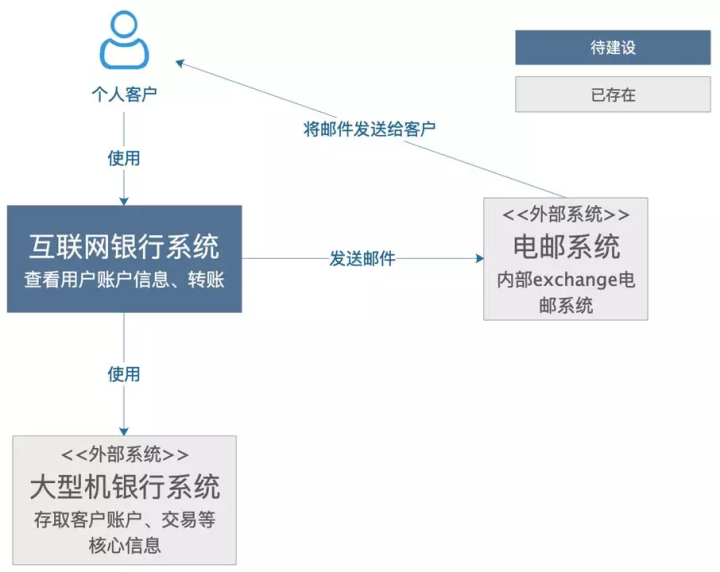 待建设
个人客户
已存在
将邮件发送给客户
使用
<<外部系统>>
互联网银行系统
电邮系统
发送邮件
查看用户账户信息、转账
内部exchange电
邮系统
使用
<<外部系统>>
大型机银行系统
存取客户账户、交易等
核心信息